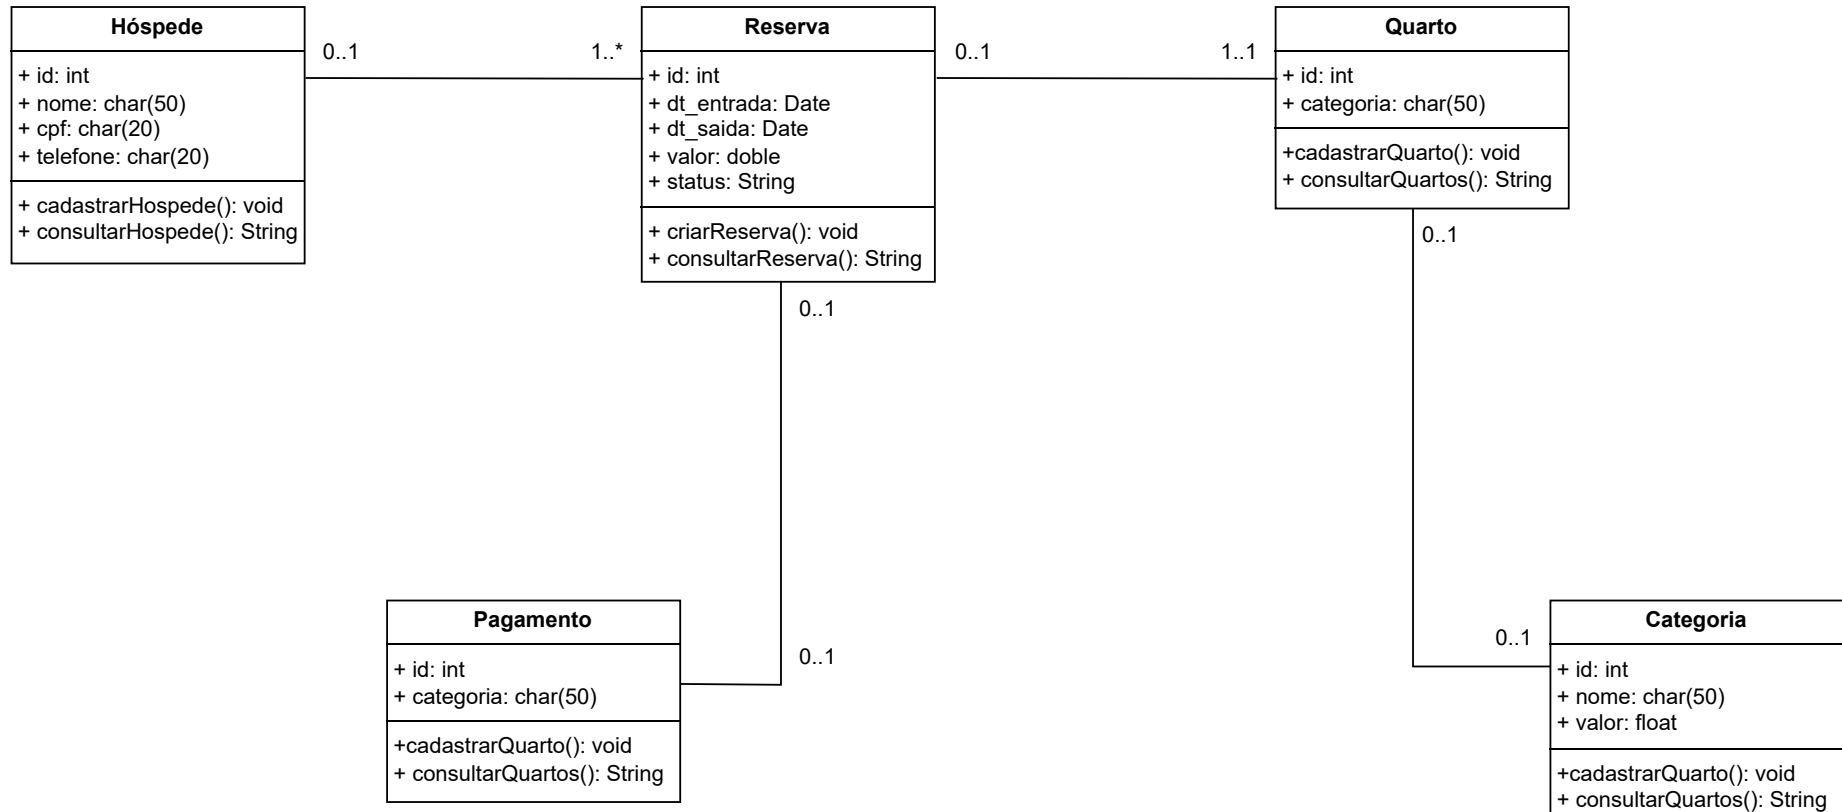 Hóspede
+ id: int
+ nome: char(50)
+ cpf: char(20)
+ telefone: char(20)
+ cadastrarHospede(): void
+ consultarHospede(): String
0..1
1..*
Reserva
+ id: int
+ dt_entrada: Date
+ dt_saida: Date
+ valor: doble
+ status: String
+ criarReserva(): void
+ consultarReserva(): String
0..1
1..1
Quarto
+ id: int
+ categoria: char(50)
+cadastrarQuarto(): void
+ consultarQuartos(): String
0..1
0..1
0..1
0..1
Pagamento
+ id: int
+ categoria: char(50)
+cadastrarQuarto(): void
+ consultarQuartos(): String
Categoria
+ id: int
+ nome: char(50)
+ valor: float
+cadastrarQuarto(): void
+ consultarQuartos(): String